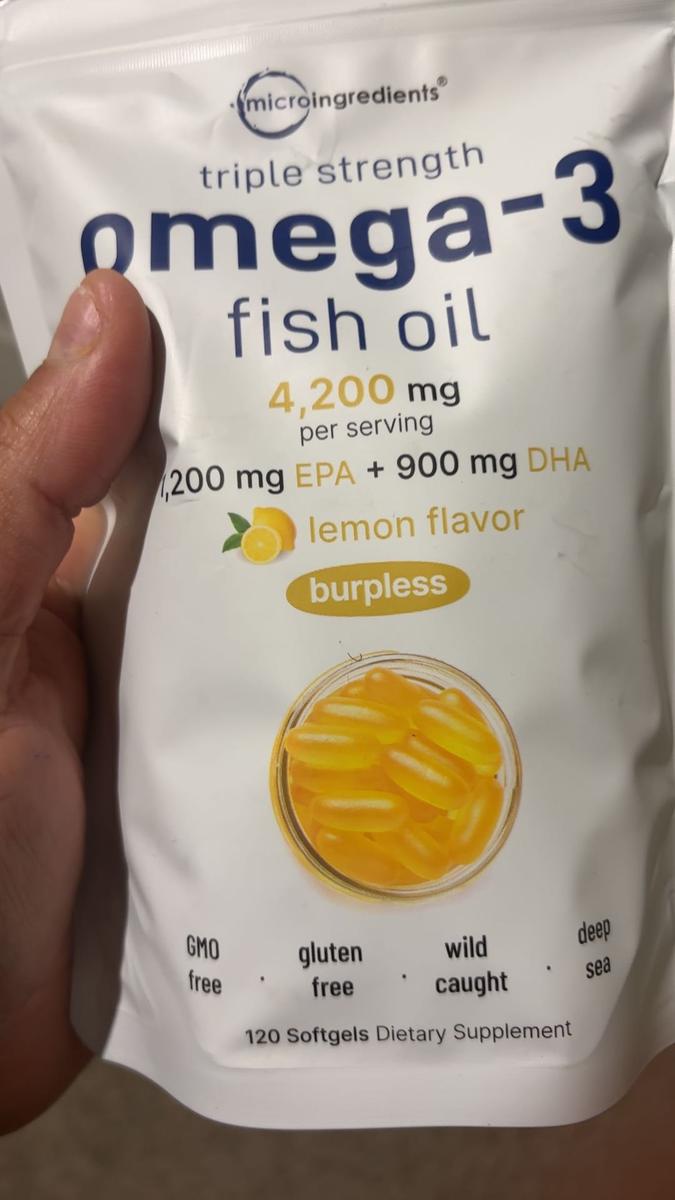 microingredients®
triple strength
omega-3
fish oil
4,200 mg
per serving
,200 mg EPA + 900 mg DHA
lemon flavor
burpless
GMO free · gluten free · wild caught · deep sea
120 Softgels Dietary Supplement